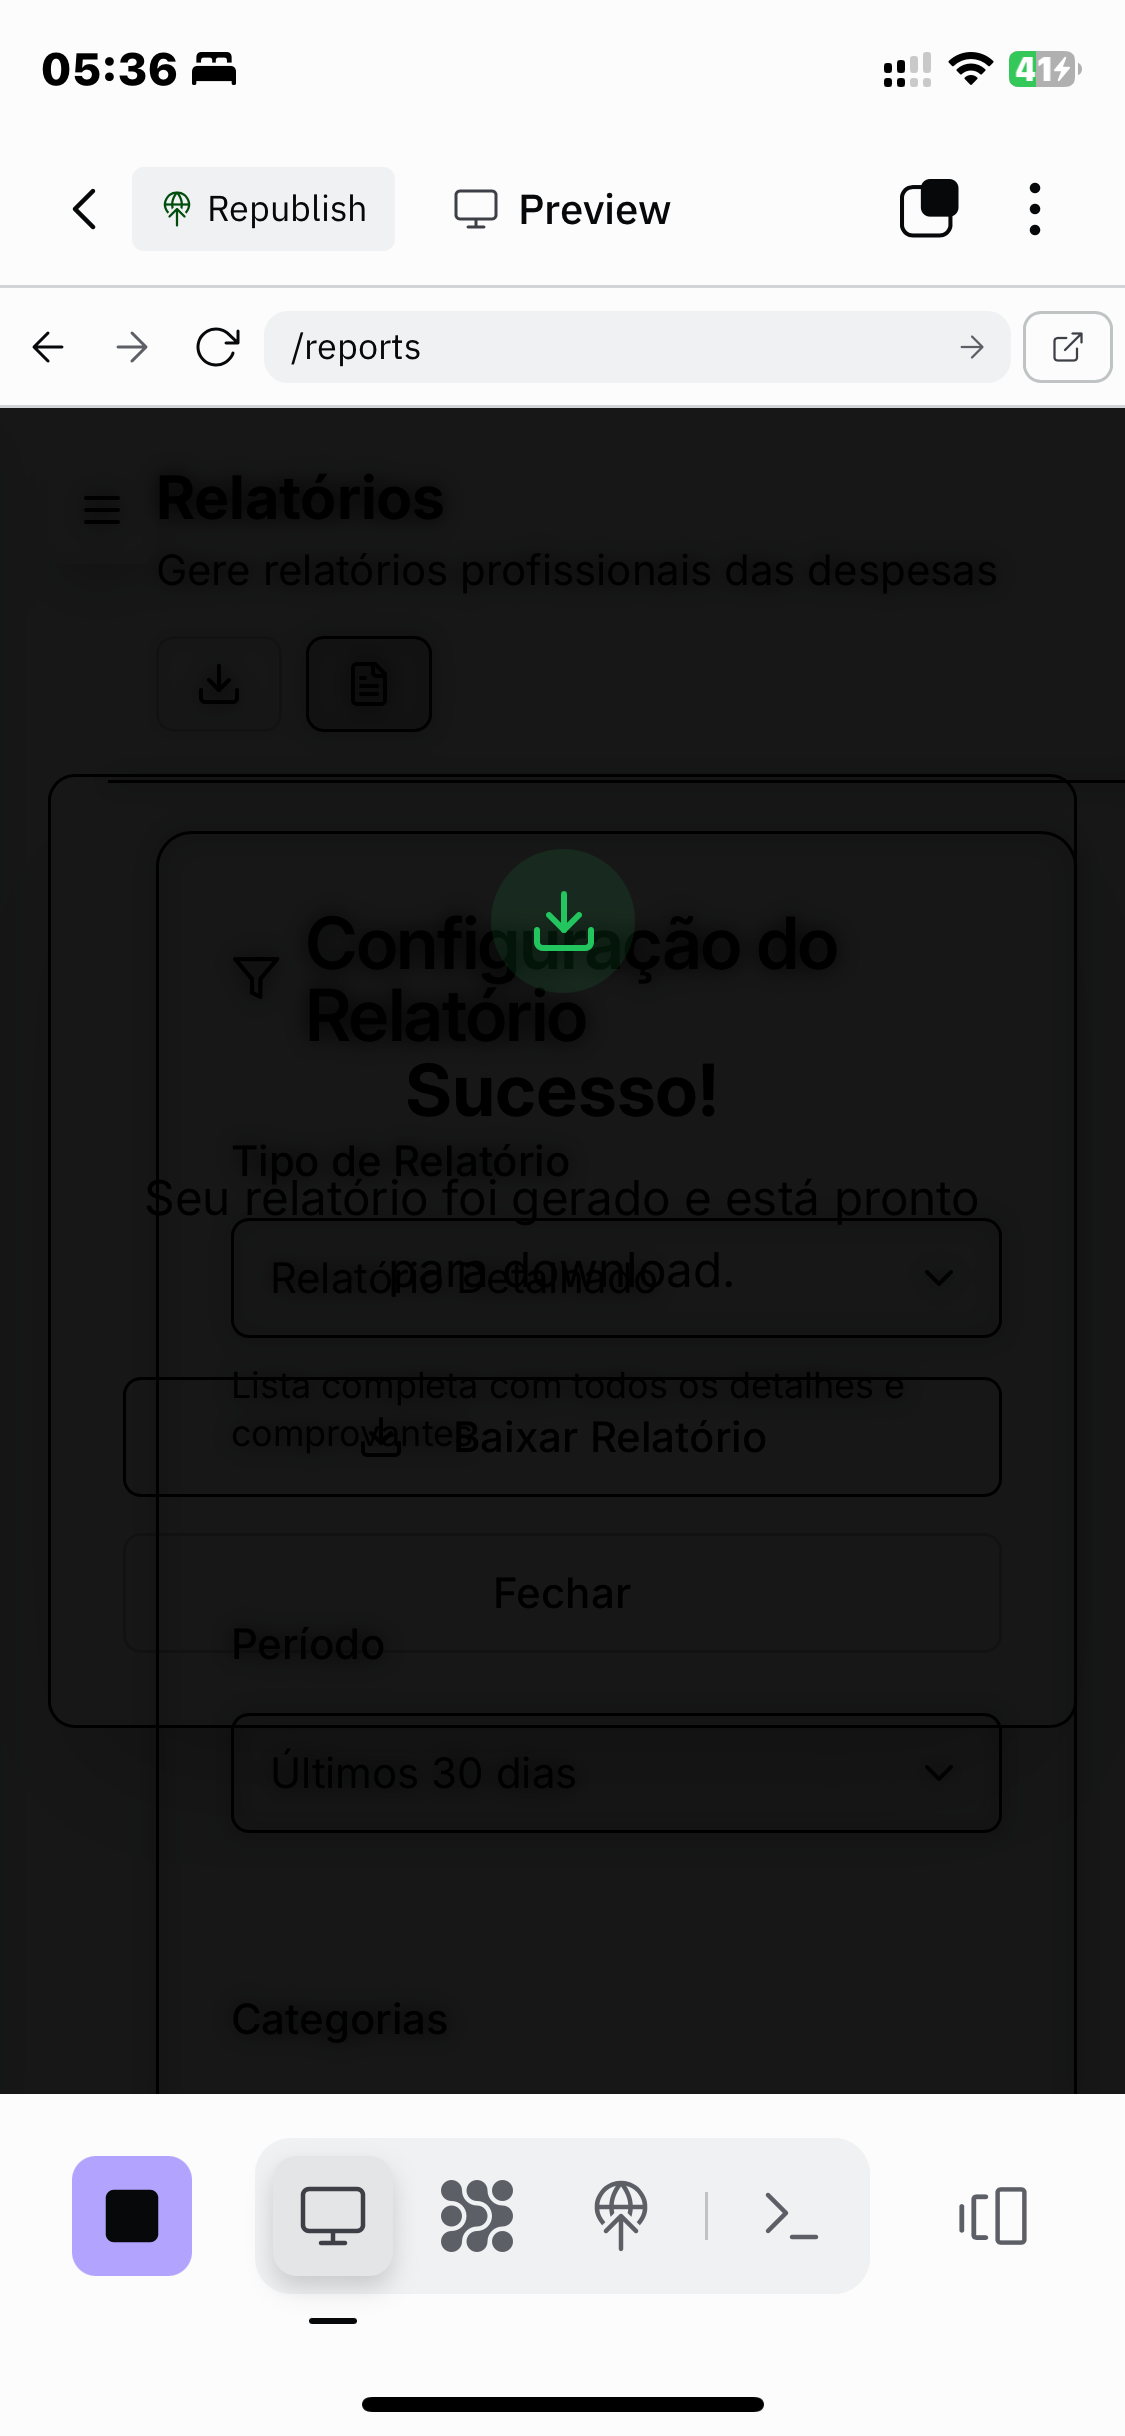 05:36
41
Republish
Preview
/reports
Relatórios
Gere relatórios profissionais das despesas
Configuração do
Relatório
Sucesso!
Tipo de Relatório
Seu relatório foi gerado e está pronto
para download.
Relatório Detalhado
Lista completa com todos os detalhes e
comprovantes
Baixar Relatório
Fechar
Período
Últimos 30 dias
Categorias